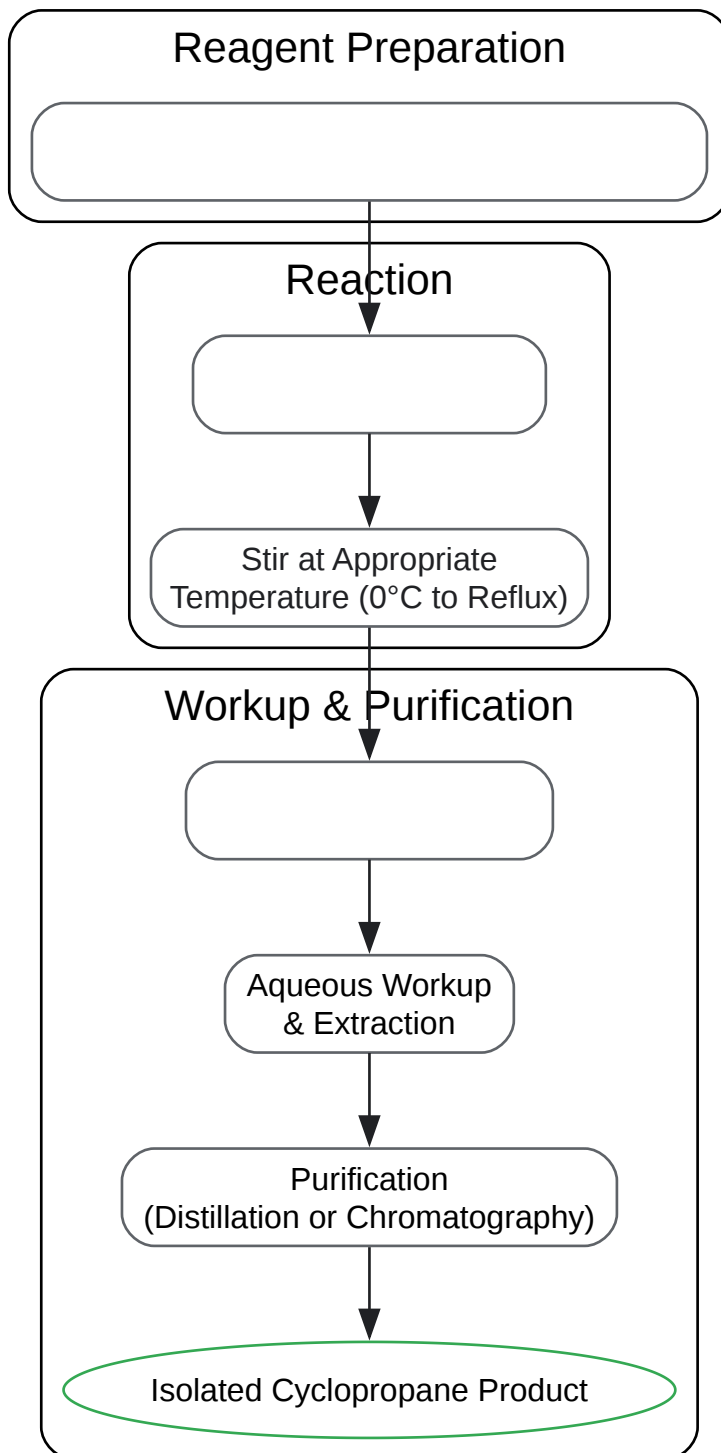 Reagent Preparation
Reaction
Stir at Appropriate
Temperature (0°C to Reflux)
Workup & Purification
Aqueous Workup
& Extraction
Purification
(Distillation or Chromatography)
Isolated Cyclopropane Product